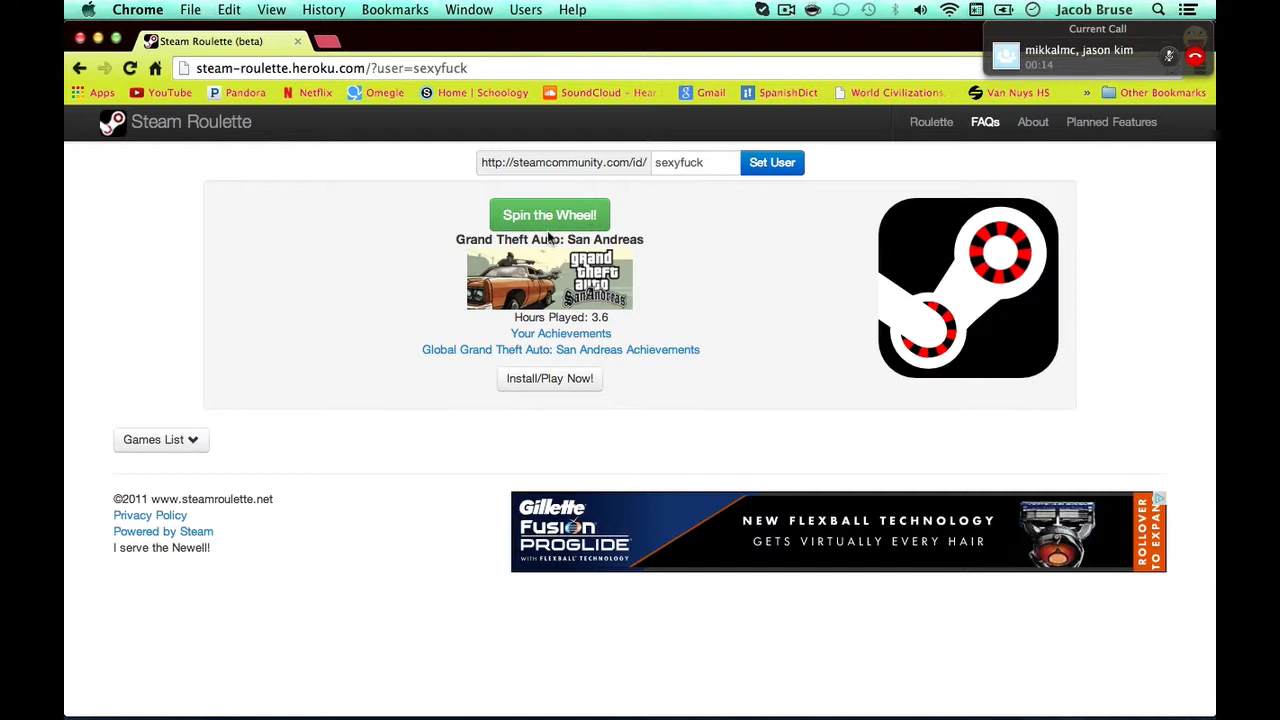 Chrome File Edit View History Bookmarks Window Users Help Jacob Bruse
Steam Roulette (beta)
Current Call
mikkalmc, jason kim
00:14
steam-roulette.heroku.com/?user=sexyfuck
Apps YouTube Pandora Netflix Omegle Home | Schoology SoundCloud - Hear Gmail SpanishDict World Civilizations, Van Nuys HS » Other Bookmarks
Steam Roulette Roulette FAQs About Planned Features
http://steamcommunity.com/id/ sexyfuck Set User
Spin the Wheel!
Grand Theft Auto: San Andreas
grand
theft
auto
San Andreas
Hours Played: 3.6
Your Achievements
Global Grand Theft Auto: San Andreas Achievements
Install/Play Now!
Games List
©2011 www.steamroulette.net
Privacy Policy
Powered by Steam
I serve the Newell!
Gillette
FUSION
PROGLIDE
WITH FLEXBALL TECHNOLOGY
NEW FLEXBALL TECHNOLOGY
GETS VIRTUALLY EVERY HAIR
ROLLOVER
TO EXPAND